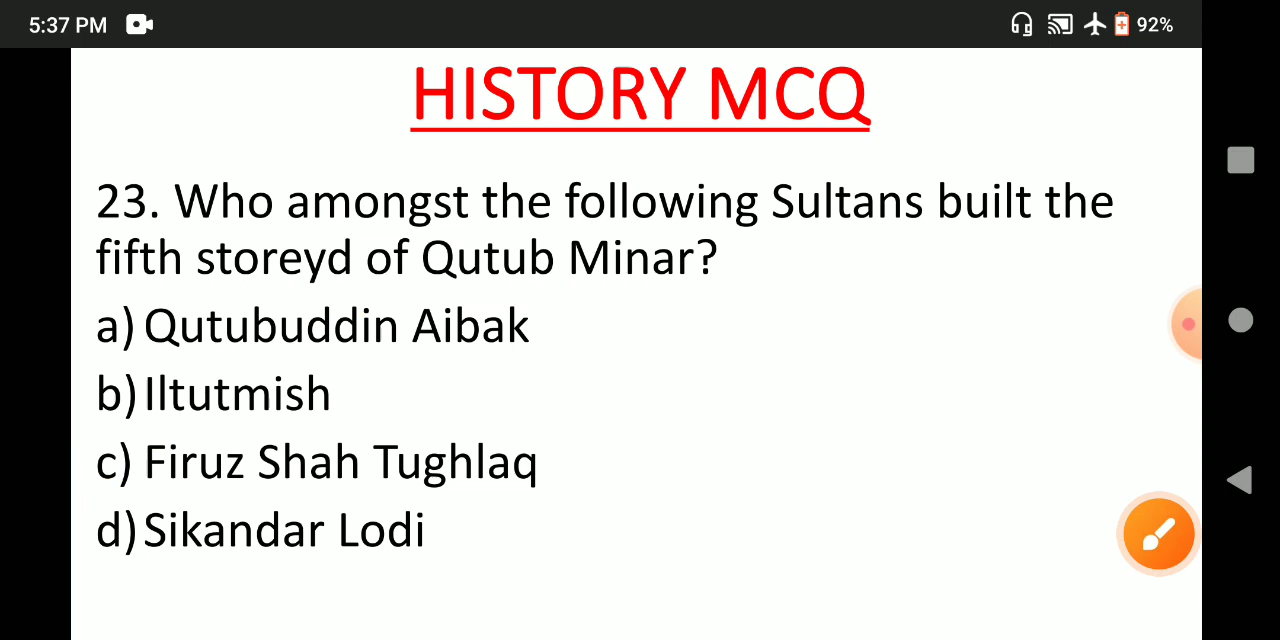 5:37 PM
92%
HISTORY MCQ
23. Who amongst the following Sultans built the
fifth storeyd of Qutub Minar?
a) Qutubuddin Aibak
b) Iltutmish
c) Firuz Shah Tughlaq
d) Sikandar Lodi